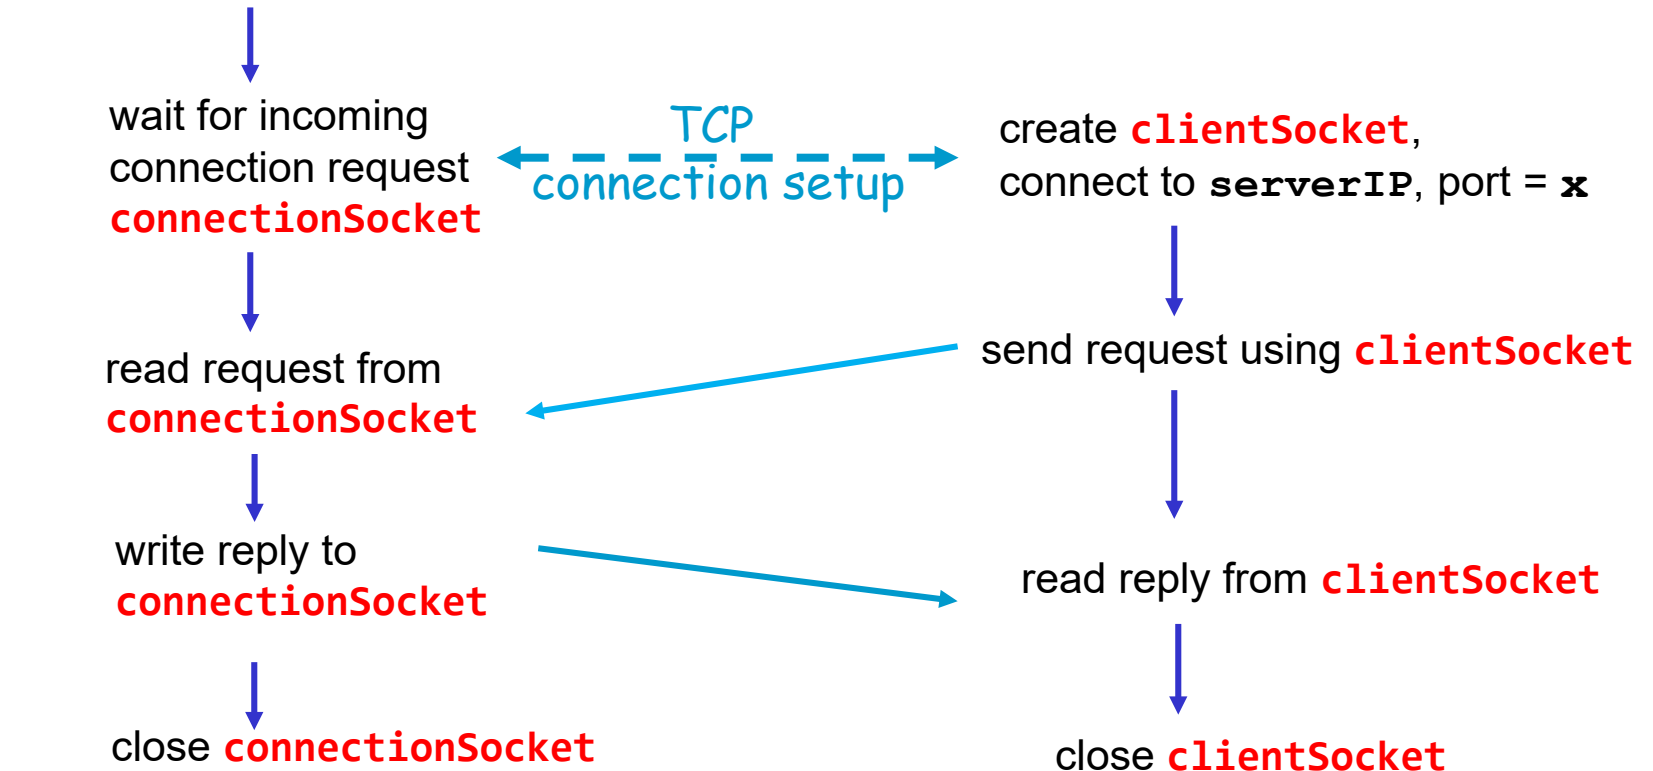 wait for incoming
connection request
connectionSocket
TCP
connection setup
create clientSocket,
connect to serverIP, port = x
read request from
connectionSocket
send request using clientSocket
write reply to
connectionSocket
read reply from clientSocket
close connectionSocket
close clientSocket